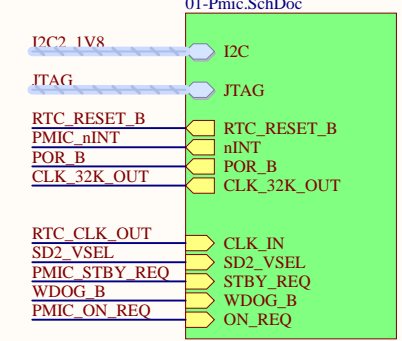 01-Pmic.SchDoc
I2C2_1V8 I2C
JTAG JTAG
RTC_RESET_B RTC_RESET_B
PMIC_nINT nINT
POR_B POR_B
CLK_32K_OUT CLK_32K_OUT
RTC_CLK_OUT CLK_IN
SD2_VSEL SD2_VSEL
PMIC_STBY_REQ STBY_REQ
WDOG_B WDOG_B
PMIC_ON_REQ ON_REQ